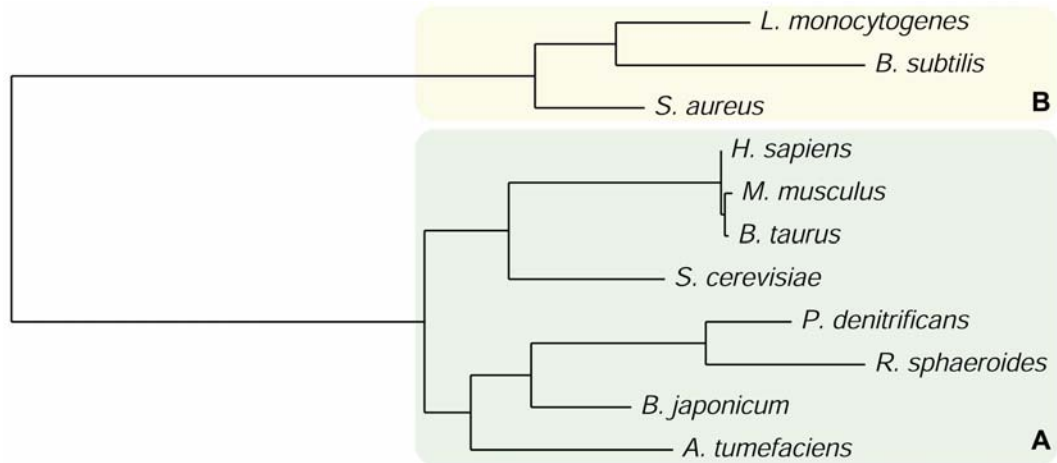 L. monocytogenes
B. subtilis
S. aureus
B
H. sapiens
M. musculus
B. taurus
S. cerevisiae
P. denitrificans
R. sphaeroides
B. japonicum
A. tumefaciens
A